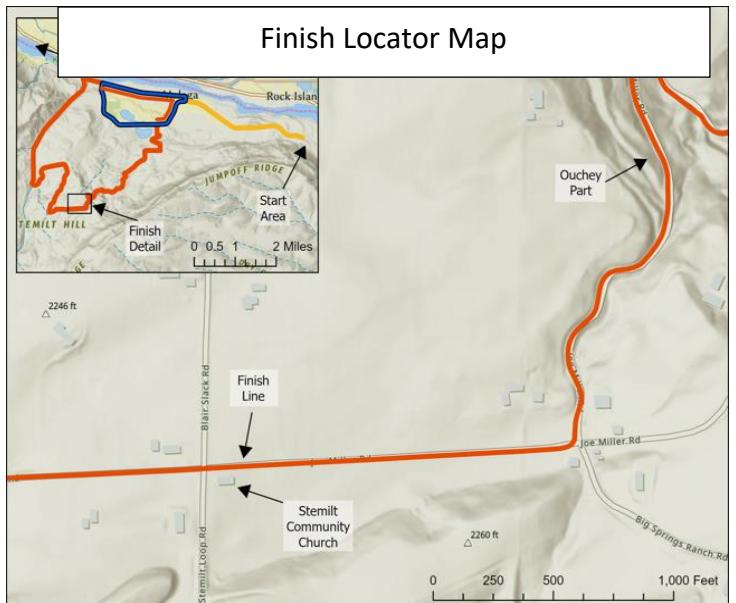 Finish Locator Map
Rock Islan
JUMPOFF RIDGE
Start
Area
STEMILT HILL
Finish
Detail
0 0.5 1 2 Miles
Ouchey
Part
2246 ft
Blair Slack Rd
Finish
Line
Joe Miller Rd
Stemilt
Community
Church
Stemilt Loop Rd
2260 ft
Big Springs Ranch Rd
0 250 500 1,000 Feet